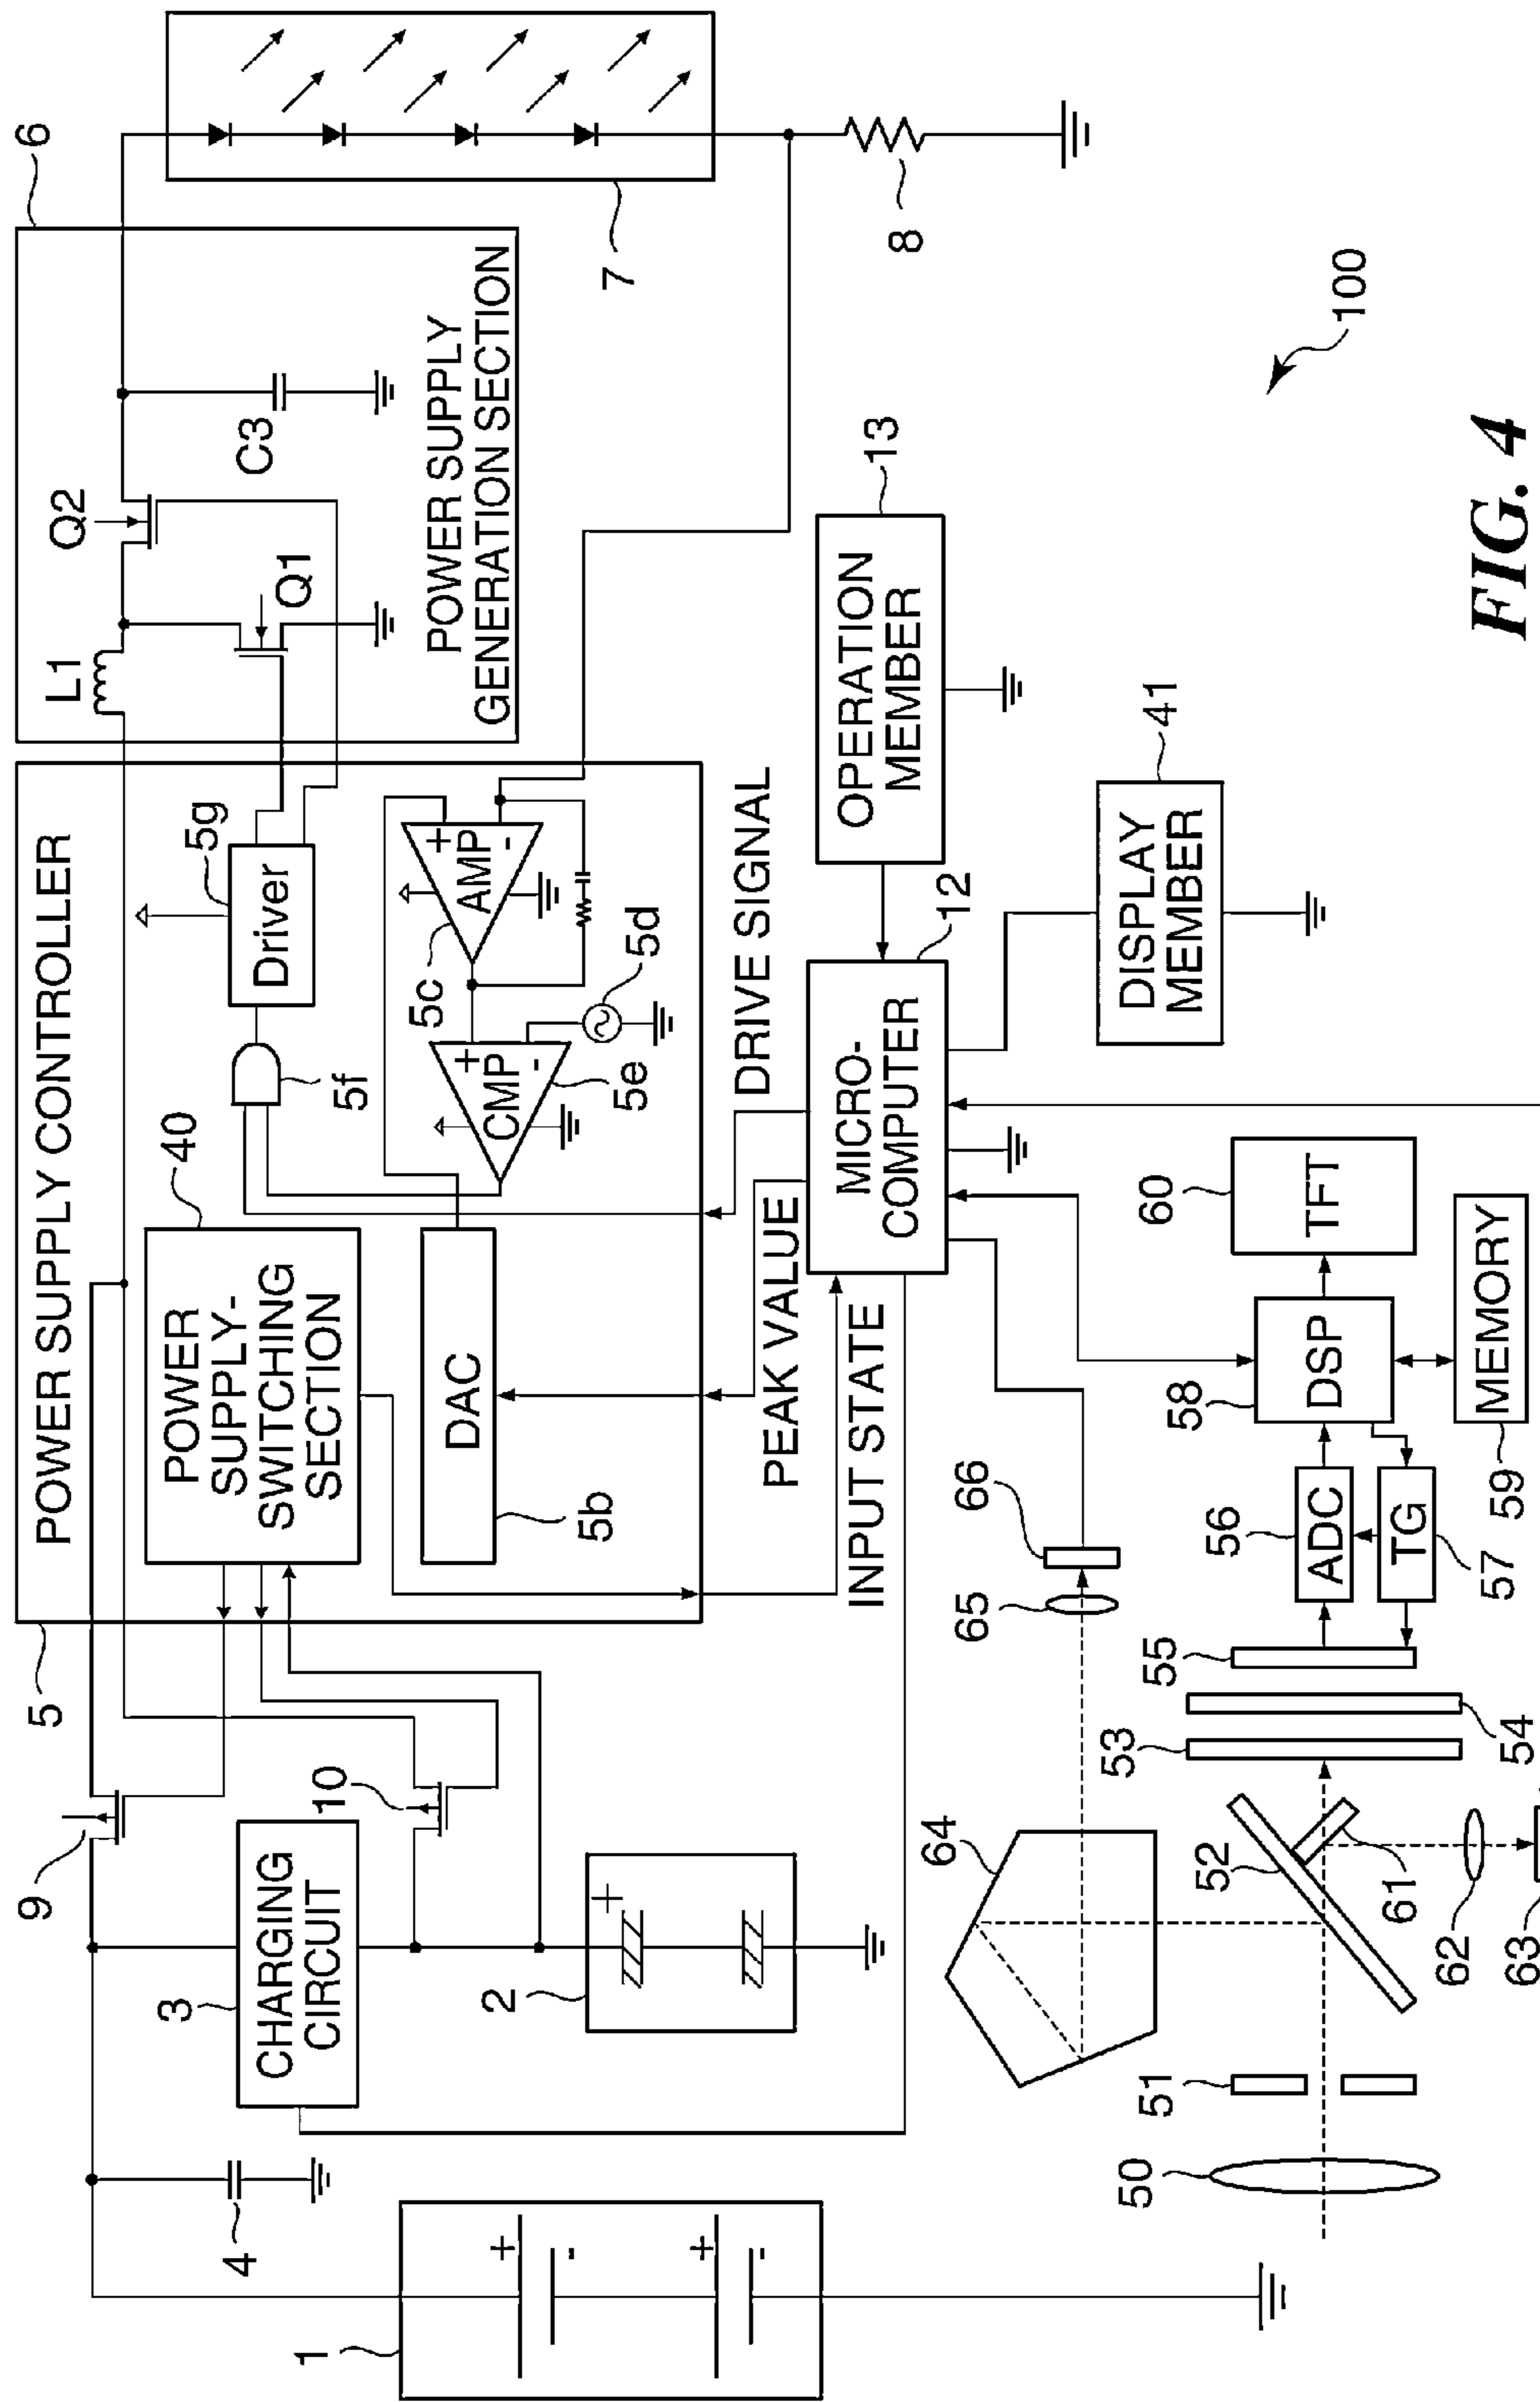 1
4
3
CHARGING
CIRCUIT
2
+
+
-
+
-
9
10
5
POWER SUPPLY CONTROLLER
40
POWER
SUPPLY-
SWITCHING
SECTION
DAC
5b
5f
Driver
5g
CMP
+
-
5e
5d
AMP
+
-
5c
6
L1
Q2
Q1
C3
POWER SUPPLY
GENERATION SECTION
7
8
PEAK VALUE
DRIVE SIGNAL
INPUT STATE
MICRO-
COMPUTER
12
OPERATION
MEMBER
13
DISPLAY
MEMBER
41
100
50
51
52
53
54
55
56
ADC
TG
57
58
DSP
60
TFT
MEMORY
59
61
62
63
64
65
66
FIG. 4